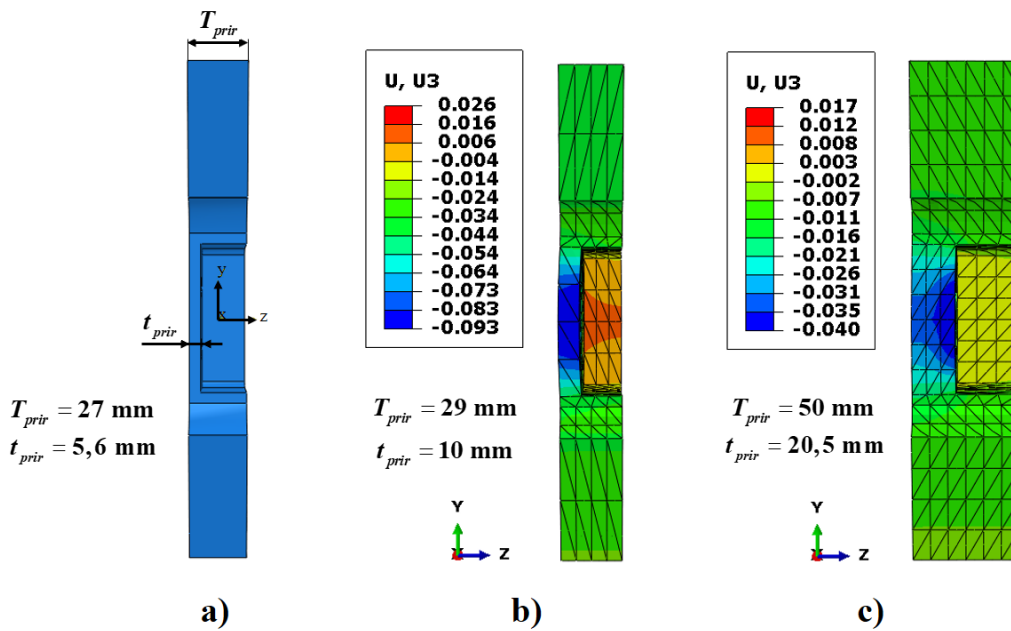 T_prir
y
x
z
t_prir
T_prir = 27 mm
t_prir = 5,6 mm
a)
U, U3
0.026
0.016
0.006
-0.004
-0.014
-0.024
-0.034
-0.044
-0.054
-0.064
-0.073
-0.083
-0.093
T_prir = 29 mm
t_prir = 10 mm
Y
X
Z
b)
U, U3
0.017
0.012
0.008
0.003
-0.002
-0.007
-0.011
-0.016
-0.021
-0.026
-0.031
-0.035
-0.040
T_prir = 50 mm
t_prir = 20,5 mm
Y
X
Z
c)